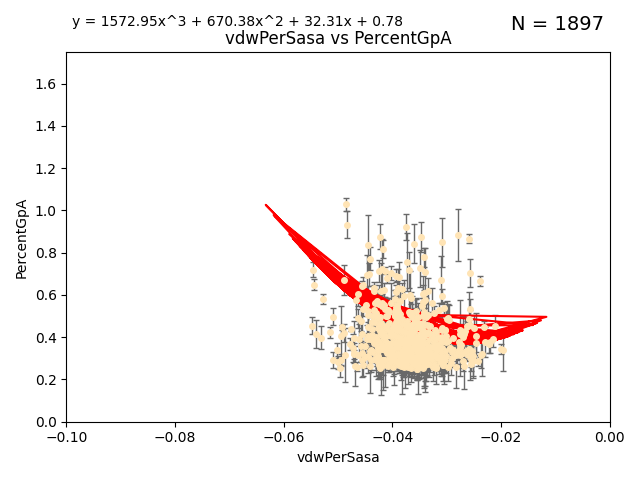 y = 1572.95x^3 + 670.38x^2 + 32.31x + 0.78
N = 1897
vdwPerSasa vs PercentGpA
PercentGpA
1.6
1.4
1.2
1.0
0.8
0.6
0.4
0.2
0.0
−0.10 −0.08 −0.06 −0.04 −0.02 0.00
vdwPerSasa